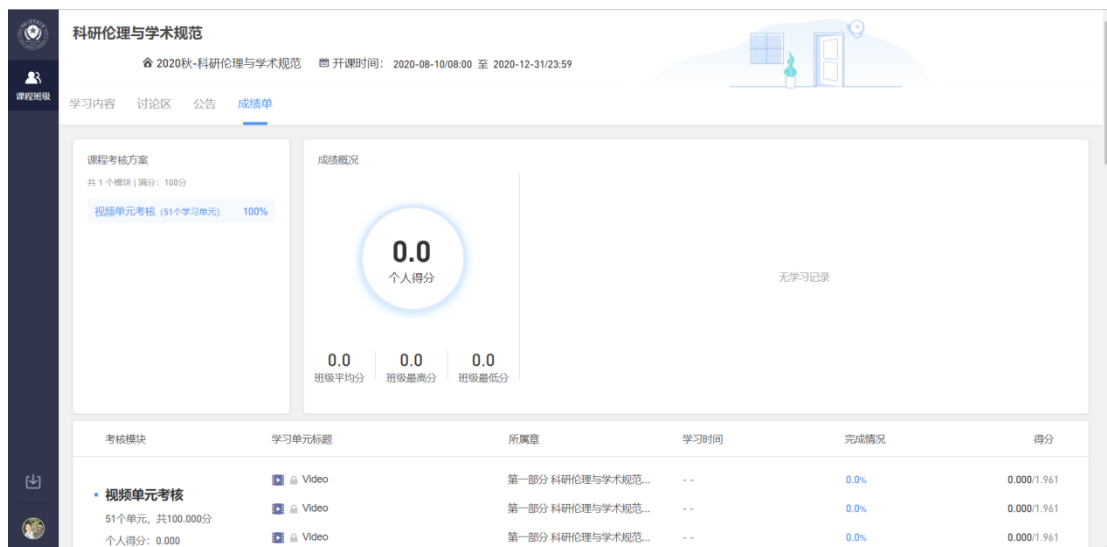 科研伦理与学术规范
2020秋-科研伦理与学术规范 开课时间： 2020-08-10/08:00 至 2020-12-31/23:59
课程班级
学习内容 讨论区 公告 成绩单
课程考核方案
共 1 个模块 | 满分：100分
视频单元考核 (51个学习单元) 100%
成绩概况
0.0
个人得分
0.0 0.0 0.0
班级平均分 班级最高分 班级最低分
无学习记录
考核模块 学习单元标题 所属章 学习时间 完成情况 得分
视频单元考核
51个单元，共100.000分
个人得分：0.000
Video 第一部分 科研伦理与学术规范... -- 0.0% 0.000/1.961
Video 第一部分 科研伦理与学术规范... -- 0.0% 0.000/1.961
Video 第一部分 科研伦理与学术规范... -- 0.0% 0.000/1.961